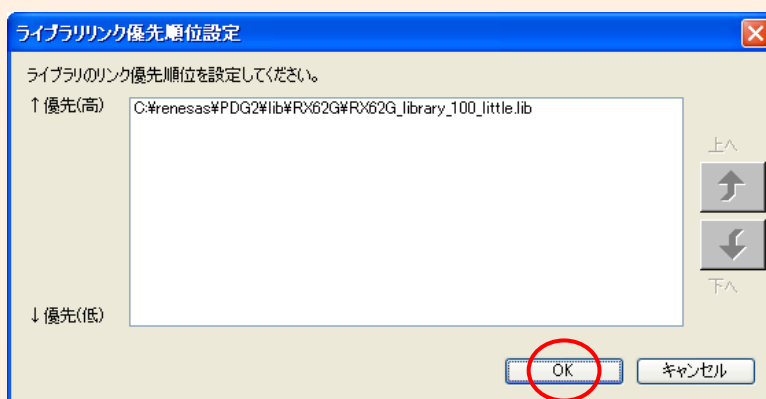 ライブラリリンク優先順位設定
ライブラリのリンク優先順位を設定してください。
↑優先(高)
C:¥renesas¥PDG2¥lib¥RX62G¥RX62G_library_100_little.lib
上へ
下へ
↓優先(低)
OK
キャンセル